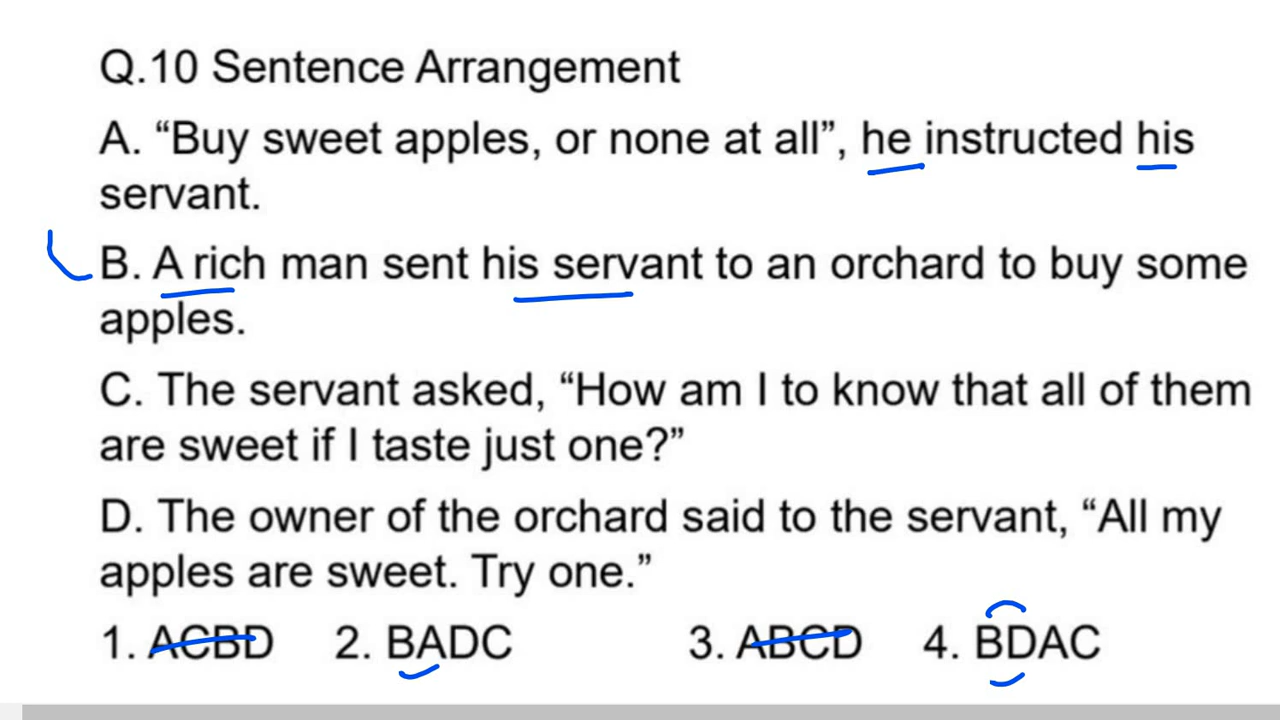 Q.10 Sentence Arrangement
A. “Buy sweet apples, or none at all”, he instructed his
servant.
B. A rich man sent his servant to an orchard to buy some
apples.
C. The servant asked, “How am I to know that all of them
are sweet if I taste just one?”
D. The owner of the orchard said to the servant, “All my
apples are sweet. Try one.”
1. ACBD 2. BADC 3. ABCD 4. BDAC